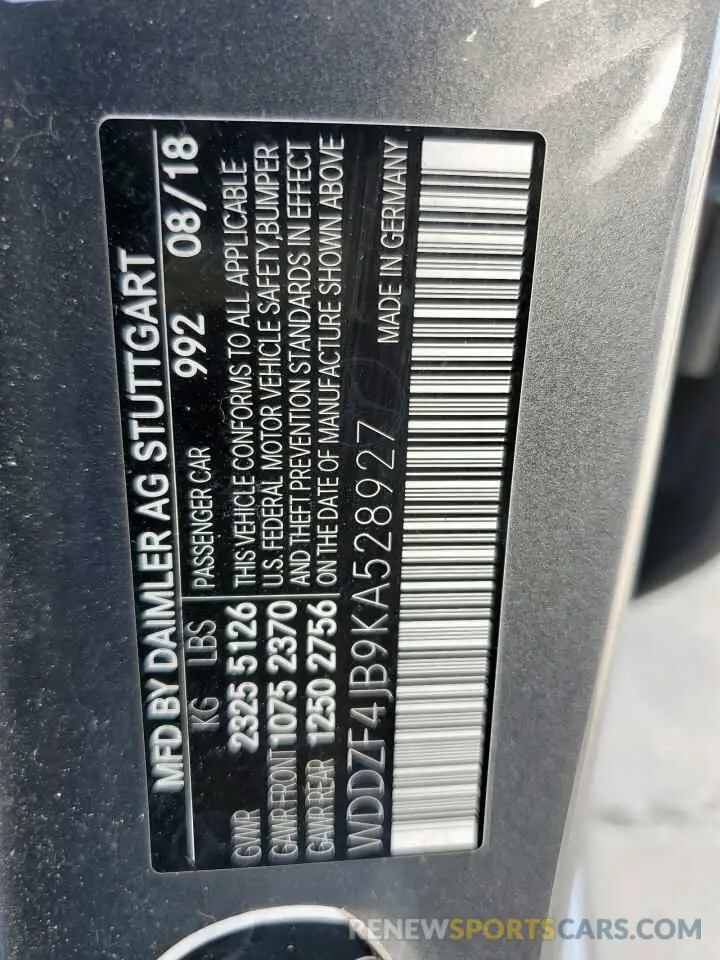 MFD BY DAIMLER AG STUTTGART
KG LBS 992 08/18
PASSENGER CAR
GVWR 2325 5126 THIS VEHICLE CONFORMS TO ALL APPLICABLE
GAWR FRONT 1075 2370 U.S. FEDERAL MOTOR VEHICLE SAFETY,BUMPER
GAWR REAR 1250 2756 AND THEFT PREVENTION STANDARDS IN EFFECT
ON THE DATE OF MANUFACTURE SHOWN ABOVE
WDDZF4JB9KA528927 MADE IN GERMANY
RENEWSPORTSCARS.COM